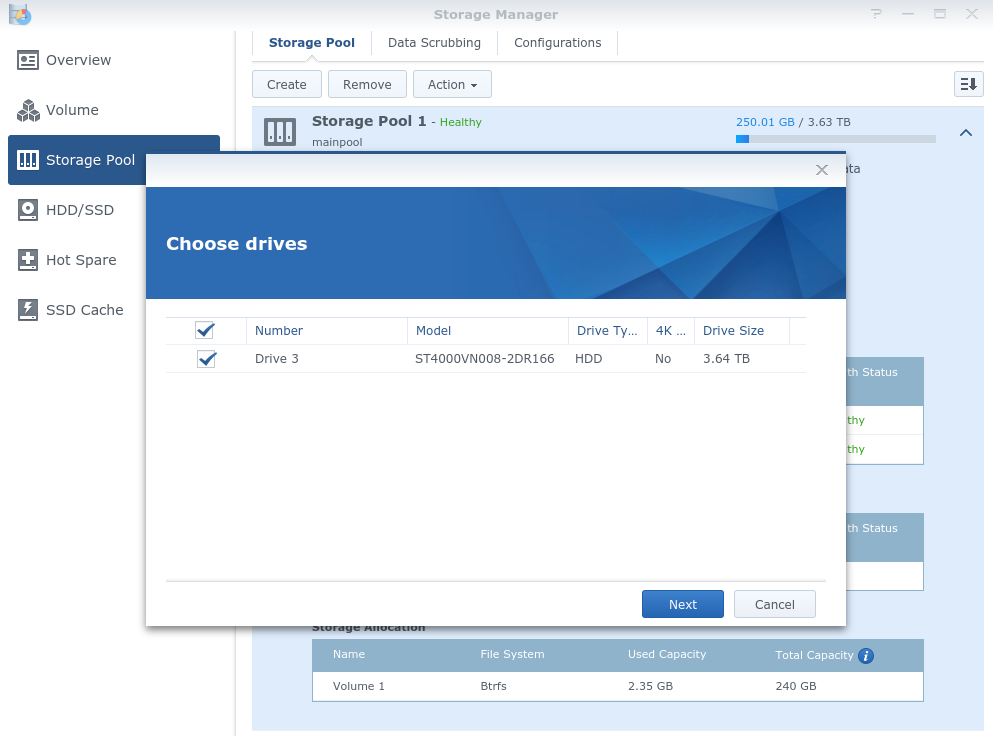 Storage Manager
Overview
Volume
Storage Pool
HDD/SSD
Hot Spare
SSD Cache
Storage Pool Data Scrubbing Configurations
Create Remove Action
Storage Pool 1 - Healthy
mainpool
250.01 GB / 3.63 TB
ata
Choose drives
Number Model Drive Ty... 4K ... Drive Size
Drive 3 ST4000VN008-2DR166 HDD No 3.64 TB
Next Cancel
th Status
thy
thy
th Status
Storage Allocation
Name File System Used Capacity Total Capacity i
Volume 1 Btrfs 2.35 GB 240 GB